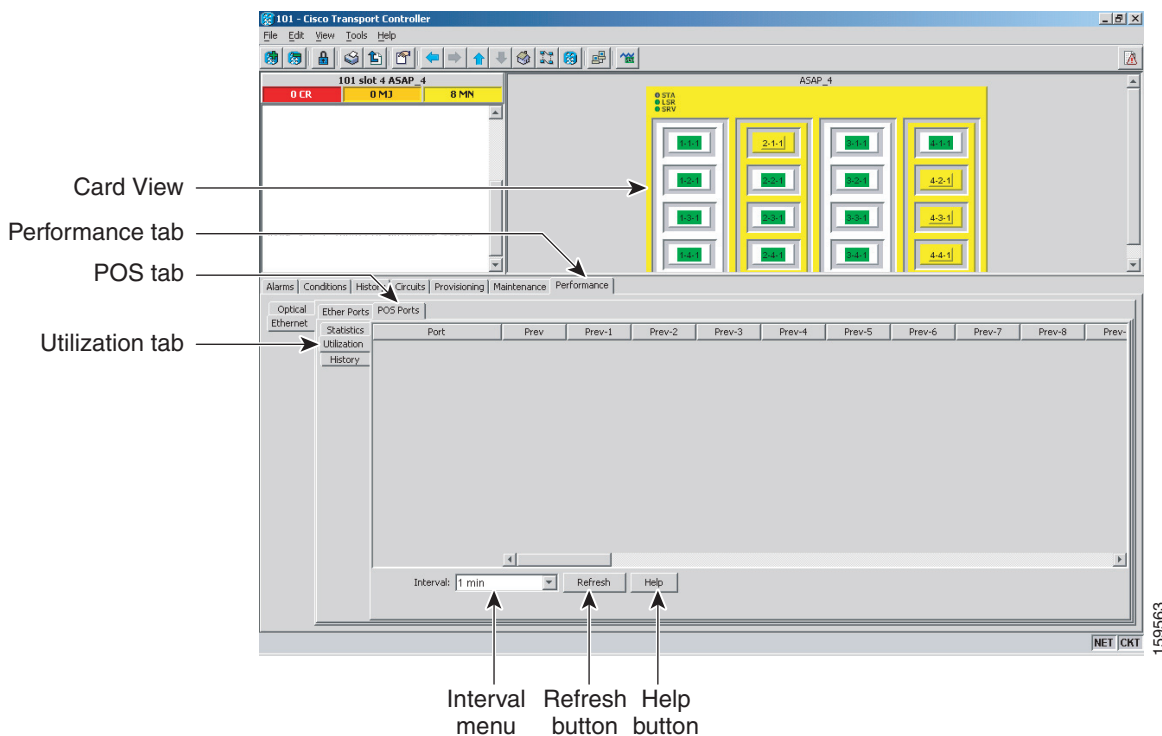 101 - Cisco Transport Controller
File Edit View Tools Help
101 slot 4 ASAP_4
0 CR 0 MJ 8 MN
ASAP_4
STA
LSR
SRV
1-1-1 2-1-1 3-1-1 4-1-1
1-2-1 2-2-1 3-2-1 4-2-1
1-3-1 2-3-1 3-3-1 4-3-1
1-4-1 2-4-1 3-4-1 4-4-1
Card View
Performance tab
POS tab
Utilization tab
Alarms Conditions History Circuits Provisioning Maintenance Performance
Optical
Ethernet
Ether Ports POS Ports
Statistics
Utilization
History
Port Prev Prev-1 Prev-2 Prev-3 Prev-4 Prev-5 Prev-6 Prev-7 Prev-8 Prev-
Interval: 1 min Refresh Help
NET CKT
159563
Interval menu
Refresh button
Help button